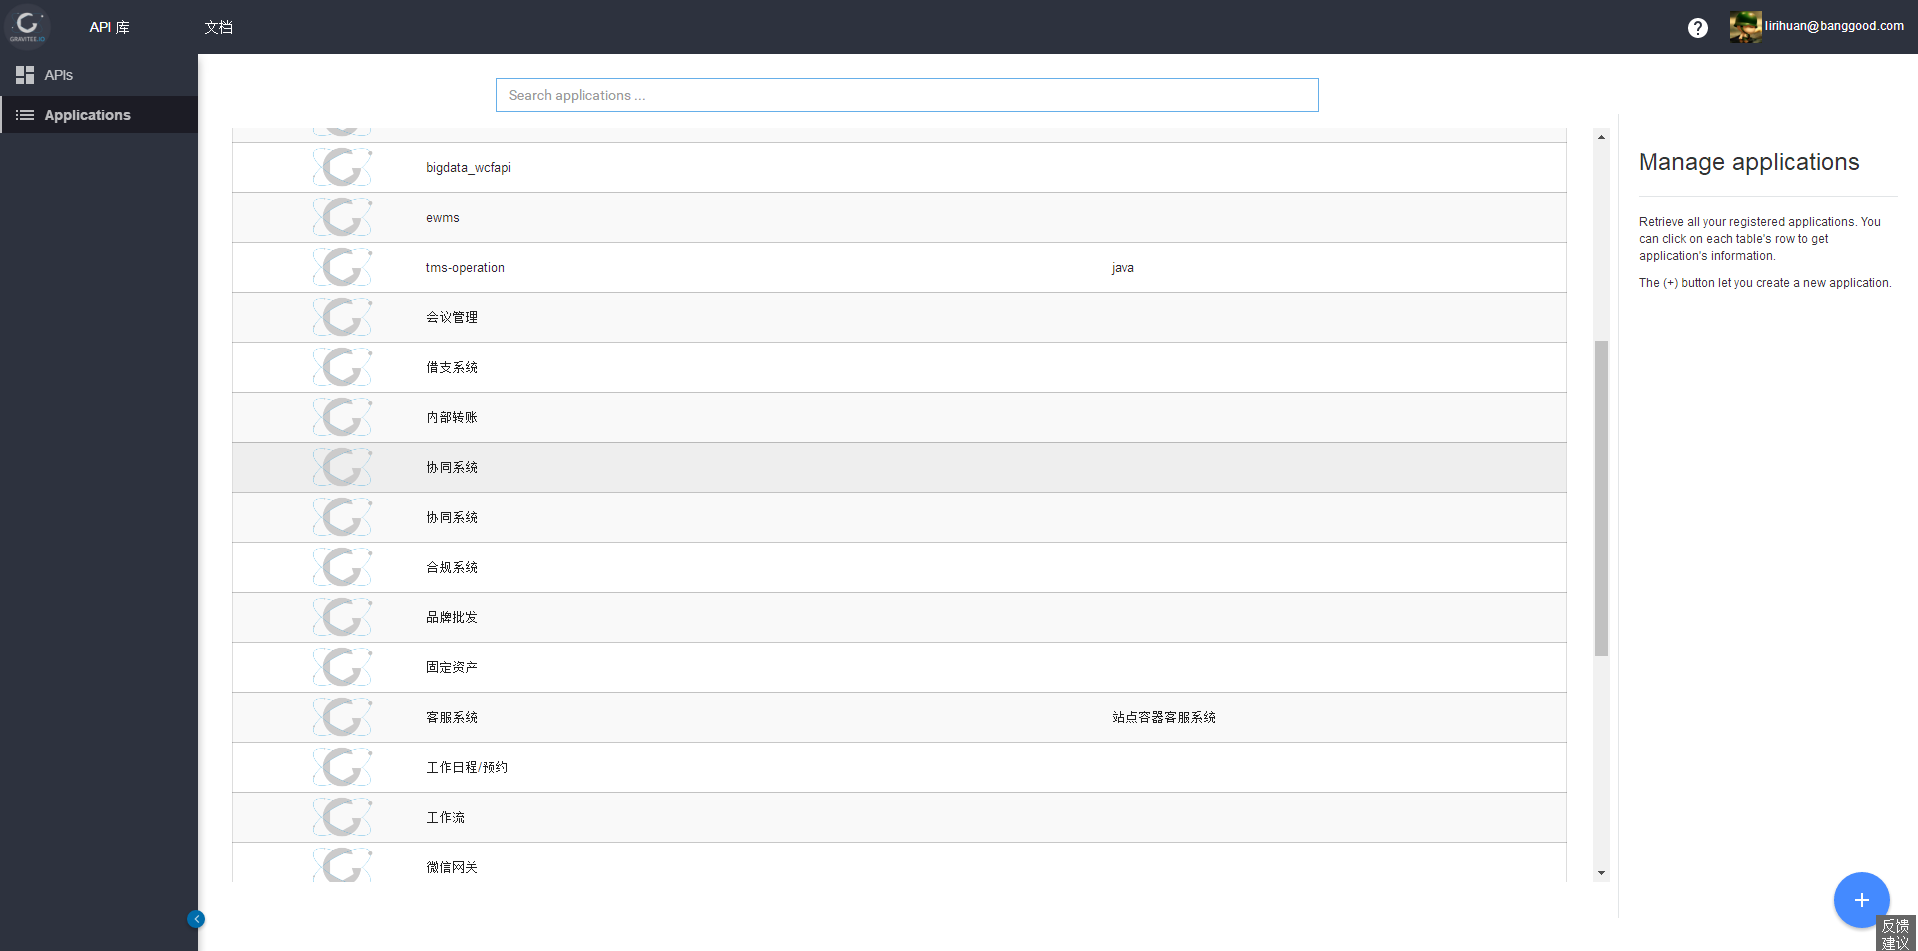 GRAVITEE.IO
API 库
文档
lirihuan@banggood.com
APIs
Applications
Search applications ...
bigdata_wcfapi
ewms
tms-operation
java
会议管理
借支系统
内部转账
协同系统
协同系统
合规系统
品牌批发
固定资产
客服系统
站点容器客服系统
工作日程/预约
工作流
微信网关
Manage applications
Retrieve all your registered applications. You
can click on each table's row to get
application's information.
The (+) button let you create a new application.
反馈
建议